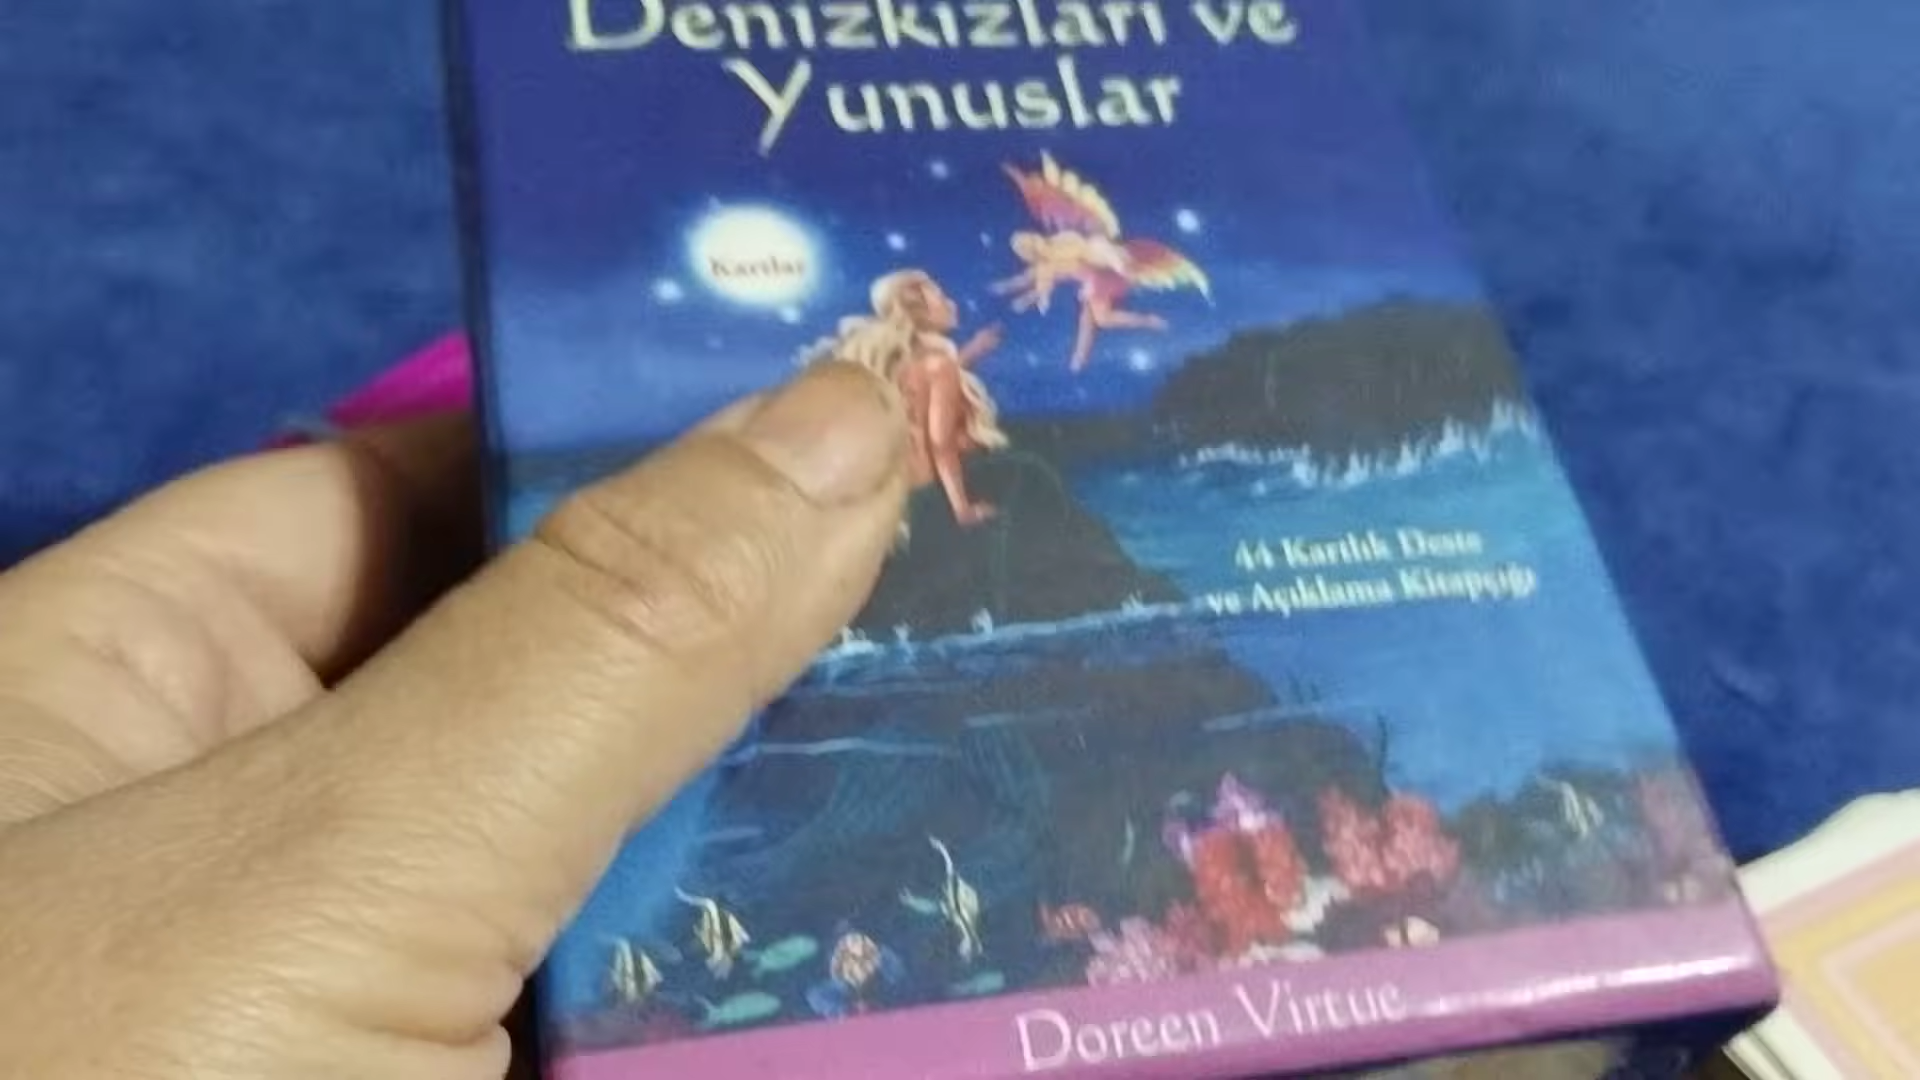 Denizkızları ve
Yunuslar
Kartlar
44 Kartlık Deste
ve Açıklama Kitapçığı
Doreen Virtue